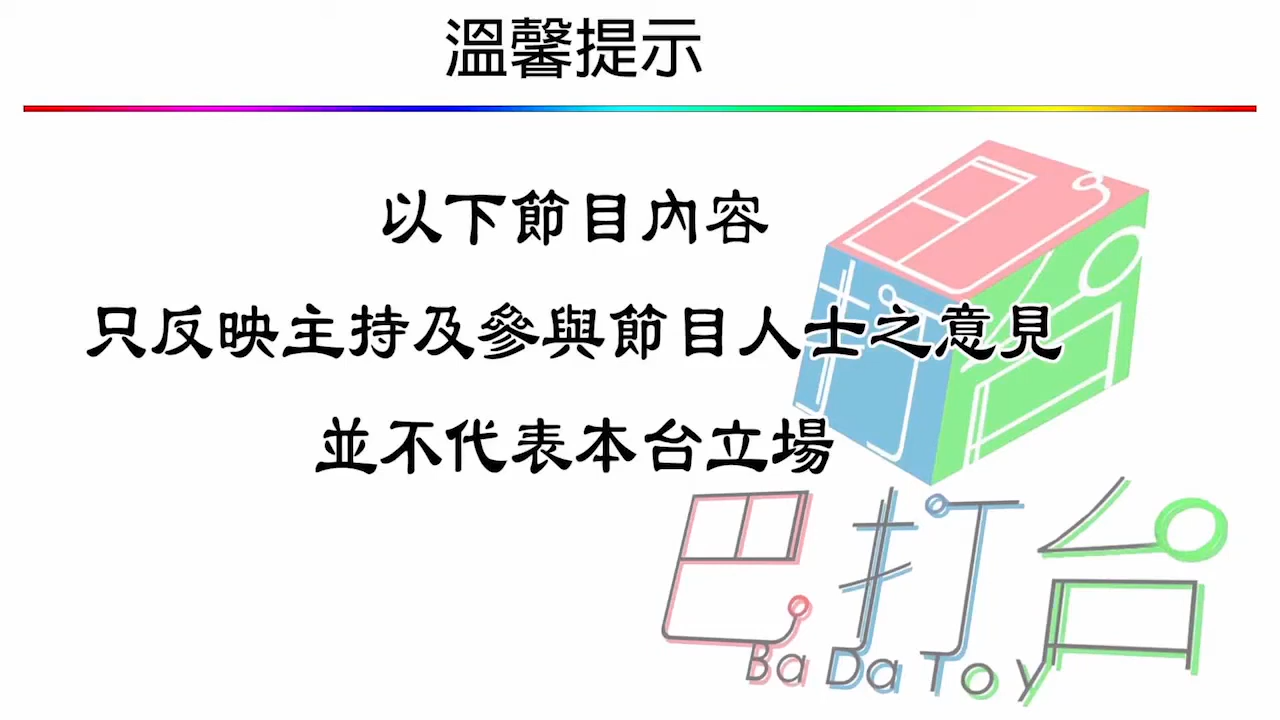 溫馨提示
以下節目內容
只反映主持及參與節目人士之意見
並不代表本台立場
巴打台
BaDaToy